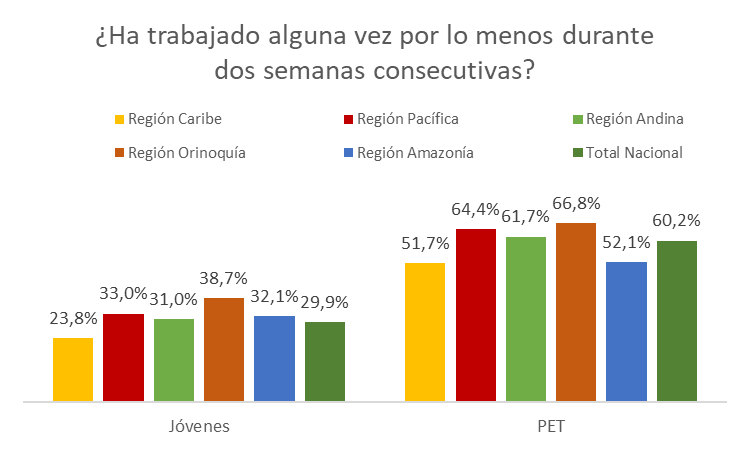 ¿Ha trabajado alguna vez por lo menos durante
dos semanas consecutivas?
Región Caribe
Región Pacífica
Región Andina
Región Orinoquía
Región Amazonía
Total Nacional
23,8%
33,0%
31,0%
38,7%
32,1%
29,9%
51,7%
64,4%
61,7%
66,8%
52,1%
60,2%
Jóvenes
PET